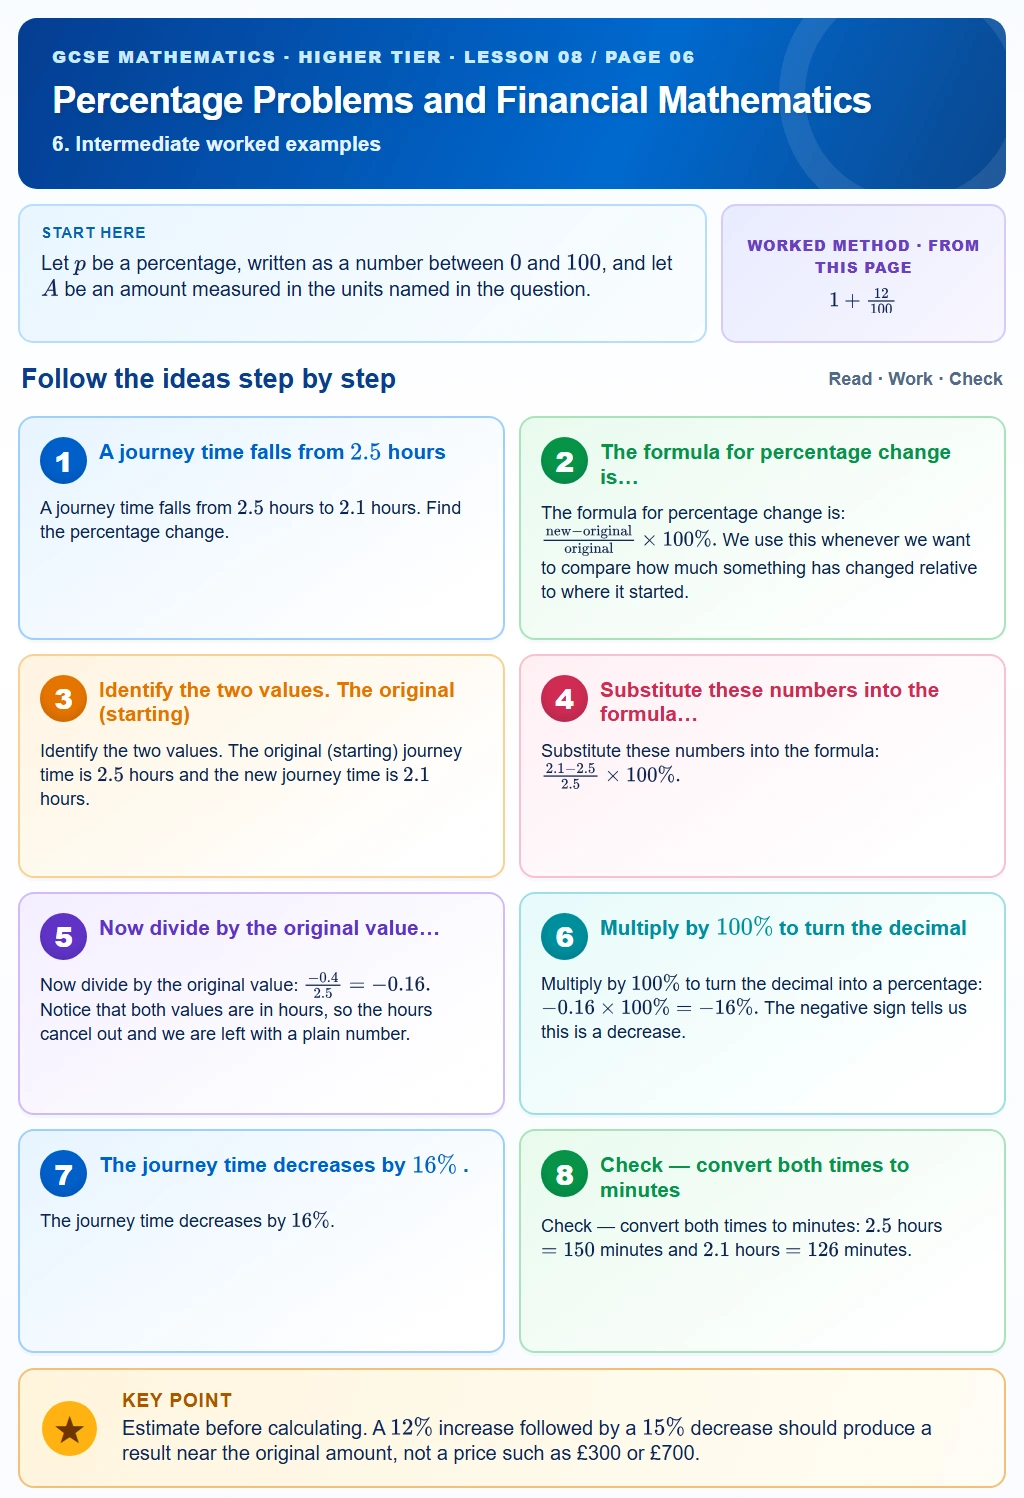 GCSE MATHEMATICS · HIGHER TIER · LESSON 08 / PAGE 06
Percentage Problems and Financial Mathematics
6. Intermediate worked examples
START HERE
Let p be a percentage, written as a number between 0 and 100, and let
A be an amount measured in the units named in the question.
WORKED METHOD · FROM
THIS PAGE
1 + 12/100
Follow the ideas step by step
Read · Work · Check
1
A journey time falls from 2.5 hours
A journey time falls from 2.5 hours to 2.1 hours. Find
the percentage change.
2
The formula for percentage change
is…
The formula for percentage change is:
new−original/original × 100%. We use this whenever we want
to compare how much something has changed relative
to where it started.
3
Identify the two values. The original
(starting)
Identify the two values. The original (starting) journey
time is 2.5 hours and the new journey time is 2.1
hours.
4
Substitute these numbers into the
formula…
Substitute these numbers into the formula:
2.1−2.5/2.5 × 100%.
5
Now divide by the original value…
Now divide by the original value: −0.4/2.5 = −0.16.
Notice that both values are in hours, so the hours
cancel out and we are left with a plain number.
6
Multiply by 100% to turn the decimal
Multiply by 100% to turn the decimal into a percentage:
−0.16 × 100% = −16%. The negative sign tells us
this is a decrease.
7
The journey time decreases by 16% .
The journey time decreases by 16%.
8
Check — convert both times to
minutes
Check — convert both times to minutes: 2.5 hours
= 150 minutes and 2.1 hours = 126 minutes.
KEY POINT
Estimate before calculating. A 12% increase followed by a 15% decrease should produce a
result near the original amount, not a price such as £300 or £700.